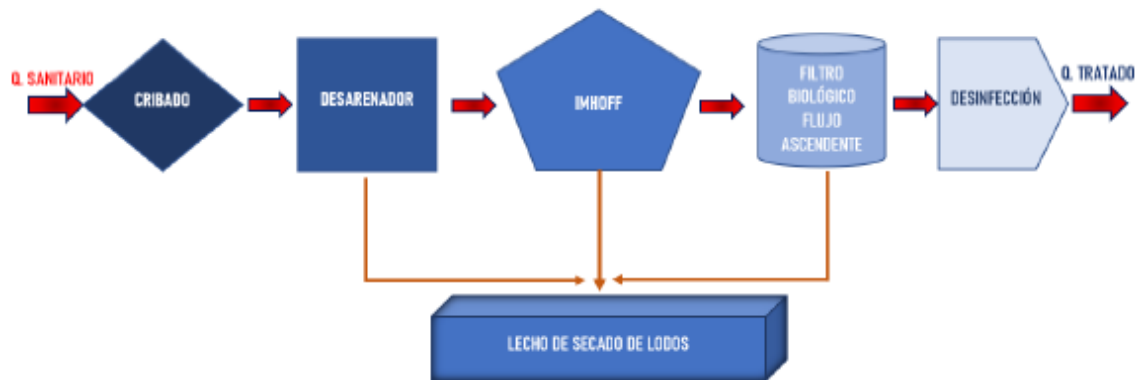 Q. SANITARIO
CRIBADO
DESARENADOR
IMHOFF
FILTRO
BIOLÓGICO
FLUJO
ASCENDENTE
DESINFECCIÓN
Q. TRATADO
LECHO DE SECADO DE LODOS